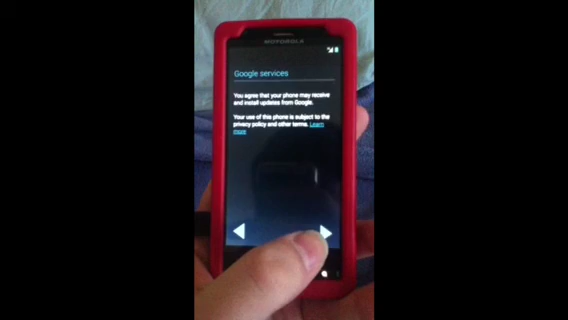 MOTOROLA
Google services
You agree that your phone may receive
and install updates from Google.
Your use of this phone is subject to the
privacy policy and other terms. Learn
more